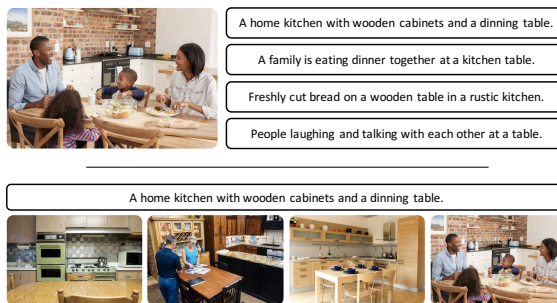 A home kitchen with wooden cabinets and a dinning table.
A family is eating dinner together at a kitchen table.
Freshly cut bread on a wooden table in a rustic kitchen.
People laughing and talking with each other at a table.
A home kitchen with wooden cabinets and a dinning table.